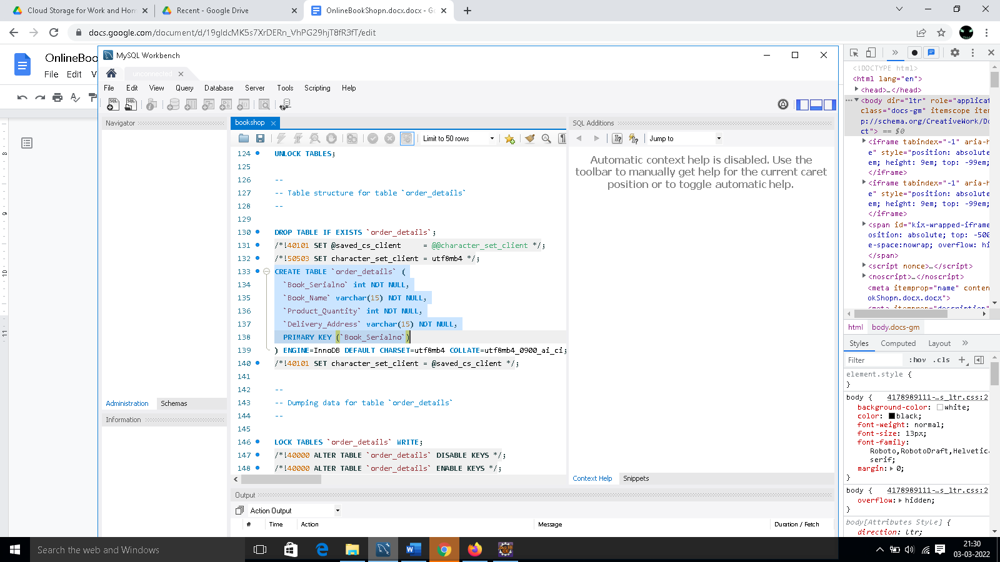 Cloud Storage for Work and Hom
Recent - Google Drive
OnlineBookShopn.docx.docx - Go
docs.google.com/document/d/19gldcMK5s7XrDERn_VhPG29hjT8fR3fT/edit
OnlineBoo
File Edit V
MySQL Workbench
unconnected
File Edit View Query Database Server Tools Scripting Help
Navigator
bookshop
SQL Additions
Limit to 50 rows
Jump to
Automatic context help is disabled. Use the
toolbar to manually get help for the current caret
position or to toggle automatic help.
124 UNLOCK TABLES;
125
126 --
127 -- Table structure for table `order_details`
128 --
129
130 DROP TABLE IF EXISTS `order_details`;
131 /*!40101 SET @saved_cs_client     = @@character_set_client */;
132 /*!50503 SET character_set_client = utf8mb4 */;
133 CREATE TABLE `order_details` (
134 `Book_Serialno` int NOT NULL,
135 `Book_Name` varchar(15) NOT NULL,
136 `Product_Quantity` int NOT NULL,
137 `Delivery_Address` varchar(15) NOT NULL,
138 PRIMARY KEY (`Book_Serialno`)
139 ) ENGINE=InnoDB DEFAULT CHARSET=utf8mb4 COLLATE=utf8mb4_0900_ai_ci;
140 /*!40101 SET character_set_client = @saved_cs_client */;
141
142 --
143 -- Dumping data for table `order_details`
144 --
145
146 LOCK TABLES `order_details` WRITE;
147 /*!40000 ALTER TABLE `order_details` DISABLE KEYS */;
148 /*!40000 ALTER TABLE `order_details` ENABLE KEYS */;
Administration Schemas
Information
Context Help Snippets
Output
Action Output
# Time Action Message Duration / Fetch
8
9
10
11
<!DOCTYPE html>
<html lang="en">
<head>…</head>
<body dir="ltr" role="applicat
class="docs-gm" itemscope item
p://schema.org/CreativeWork/Do
ct"> == $0
<iframe tabindex="-1" aria-h
e" style="position: absolute
em; height: 9em; top: -99em;
</iframe>
<iframe tabindex="-1" aria-h
e" style="position: absolute
em; height: 9em; top: -99em;
</iframe>
<span id="kix-wrapped-iframe
osition: absolute; top: -500
e-space:nowrap; overflow: hi
</span>
<script nonce>…</script>
<noscript>…</noscript>
<meta itemprop="name" conten
okShopn.docx.docx">
html body.docs-gm
Styles Computed Layout
Filter :hov .cls
element.style {
}
body { 4178989111-…s_ltr.css:2
background-color: white;
color: black;
font-weight: normal;
font-size: 13px;
font-family:
Roboto,RobotoDraft,Helvetic
serif;
margin: 0;
}
body { 4178989111-…s_ltr.css:2
overflow: hidden;
}
body[Attributes Style] {
direction: ltr;
Search the web and Windows
21:30
03-03-2022